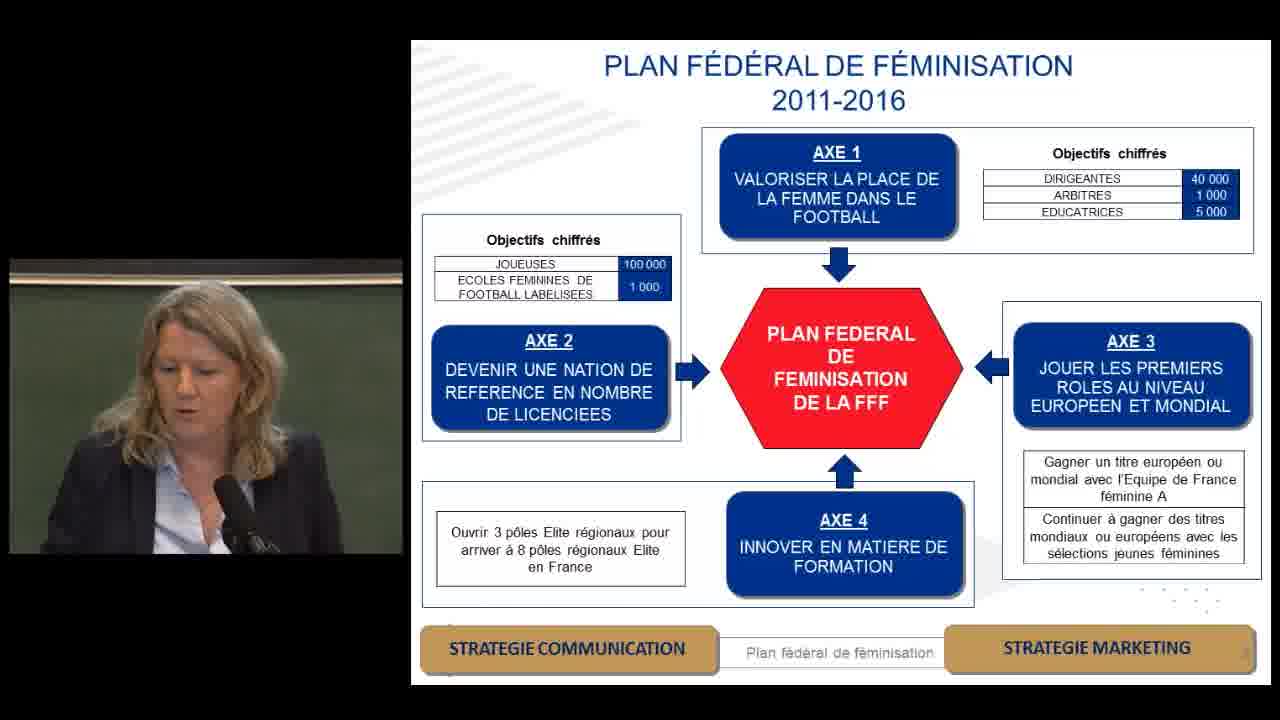 PLAN FÉDÉRAL DE FÉMINISATION
2011-2016
AXE 1
VALORISER LA PLACE DE
LA FEMME DANS LE
FOOTBALL
Objectifs chiffrés
DIRIGEANTES 40 000
ARBITRES 1 000
EDUCATRICES 5 000
Objectifs chiffrés
JOUEUSES 100 000
ECOLES FEMININES DE
FOOTBALL LABELISEES 1 000
AXE 2
DEVENIR UNE NATION DE
REFERENCE EN NOMBRE
DE LICENCIEES
PLAN FEDERAL
DE
FEMINISATION
DE LA FFF
AXE 3
JOUER LES PREMIERS
ROLES AU NIVEAU
EUROPEEN ET MONDIAL
Gagner un titre européen ou
mondial avec l'Equipe de France
féminine A
Continuer à gagner des titres
mondiaux ou européens avec les
sélections jeunes féminines
Ouvrir 3 pôles Elite régionaux pour
arriver à 8 pôles régionaux Elite
en France
AXE 4
INNOVER EN MATIERE DE
FORMATION
STRATEGIE COMMUNICATION
Plan fédéral de féminisation
STRATEGIE MARKETING